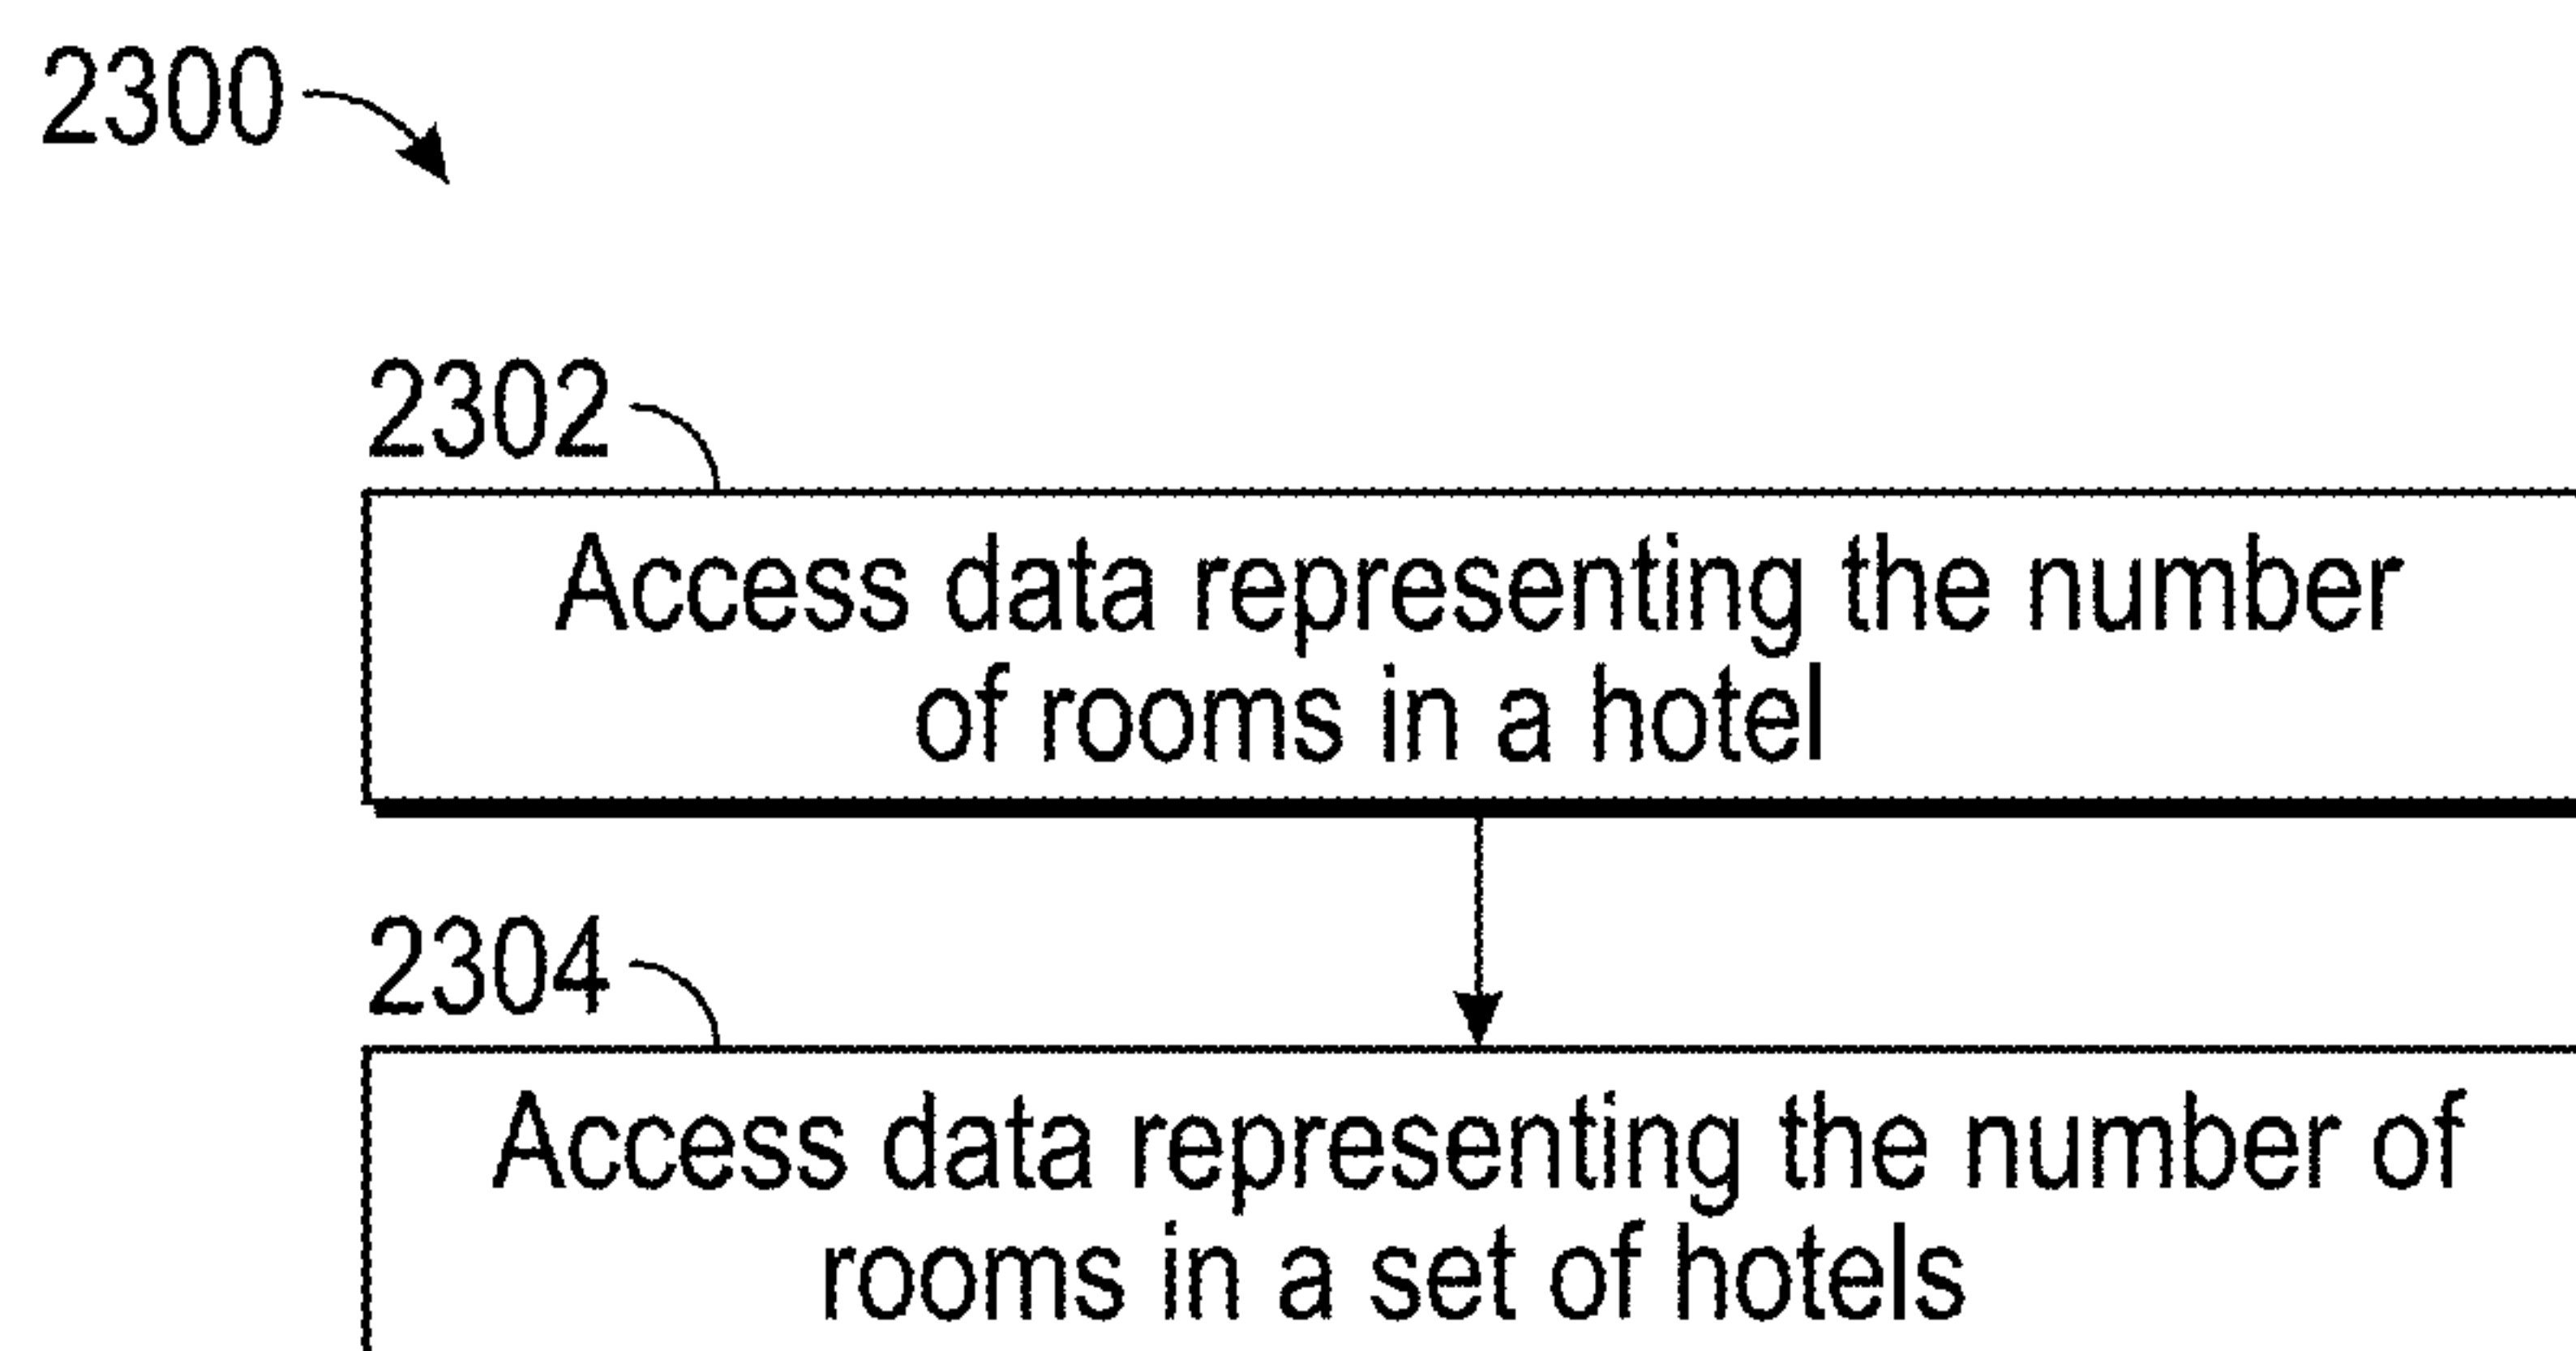 2300
2302
Access data representing the number
of rooms in a hotel
2304
Access data representing the number of
rooms in a set of hotels